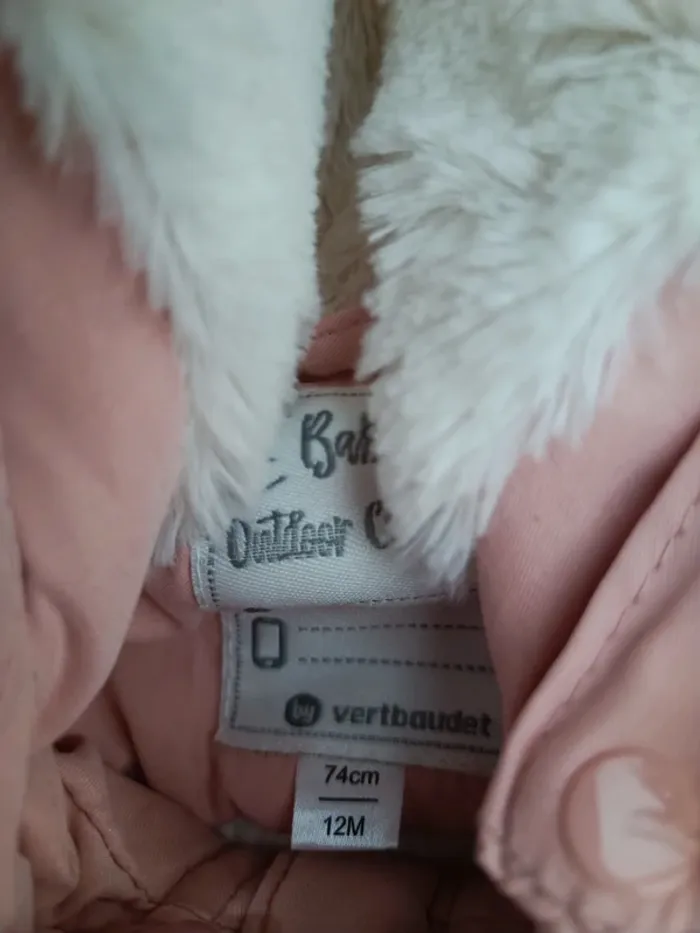 Outdoor
by vertbaudet
74cm
12M